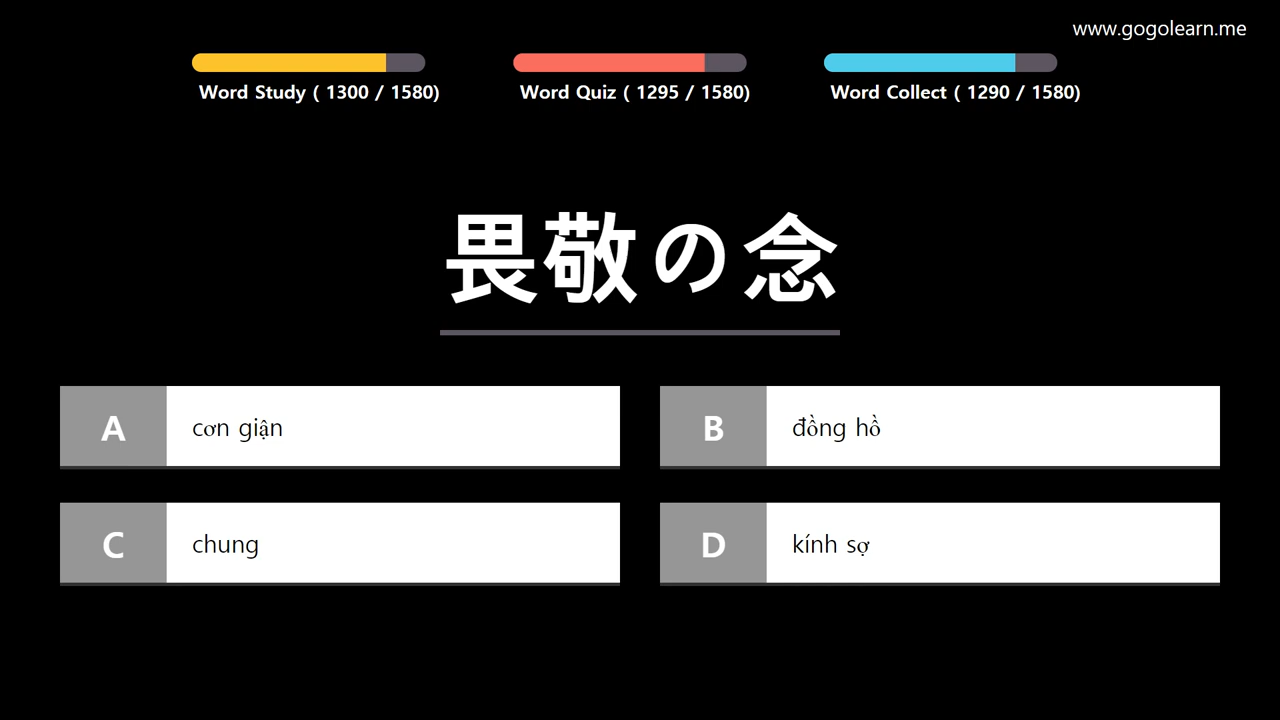 www.gogolearn.me
Word Study ( 1300 / 1580)
Word Quiz ( 1295 / 1580)
Word Collect ( 1290 / 1580)
畏敬の念
A
cơn giận
B
đồng hồ
C
chung
D
kính sợ